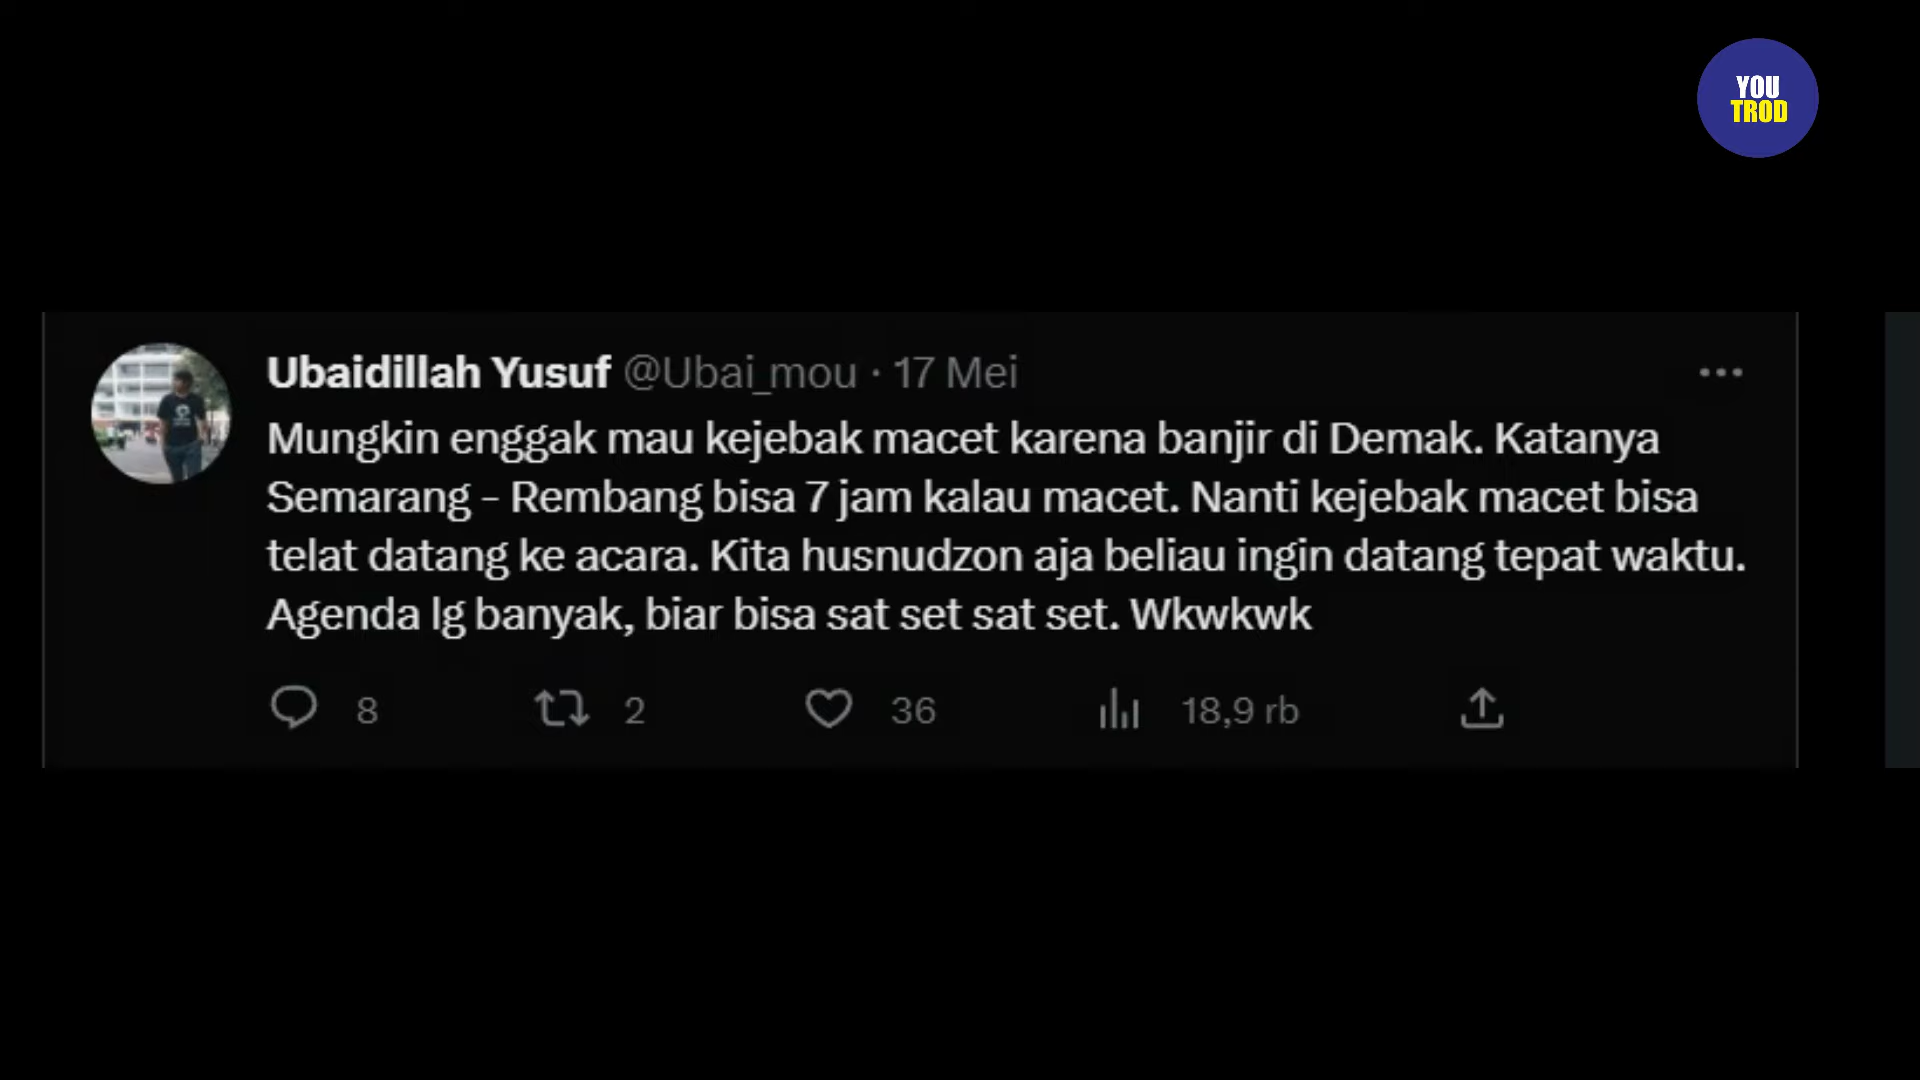 YOU
TROD
Ubaidillah Yusuf @Ubai_mou · 17 Mei
Mungkin enggak mau kejebak macet karena banjir di Demak. Katanya
Semarang - Rembang bisa 7 jam kalau macet. Nanti kejebak macet bisa
telat datang ke acara. Kita husnudzon aja beliau ingin datang tepat waktu.
Agenda lg banyak, biar bisa sat set sat set. Wkwkwk
8 2 36 18,9 rb